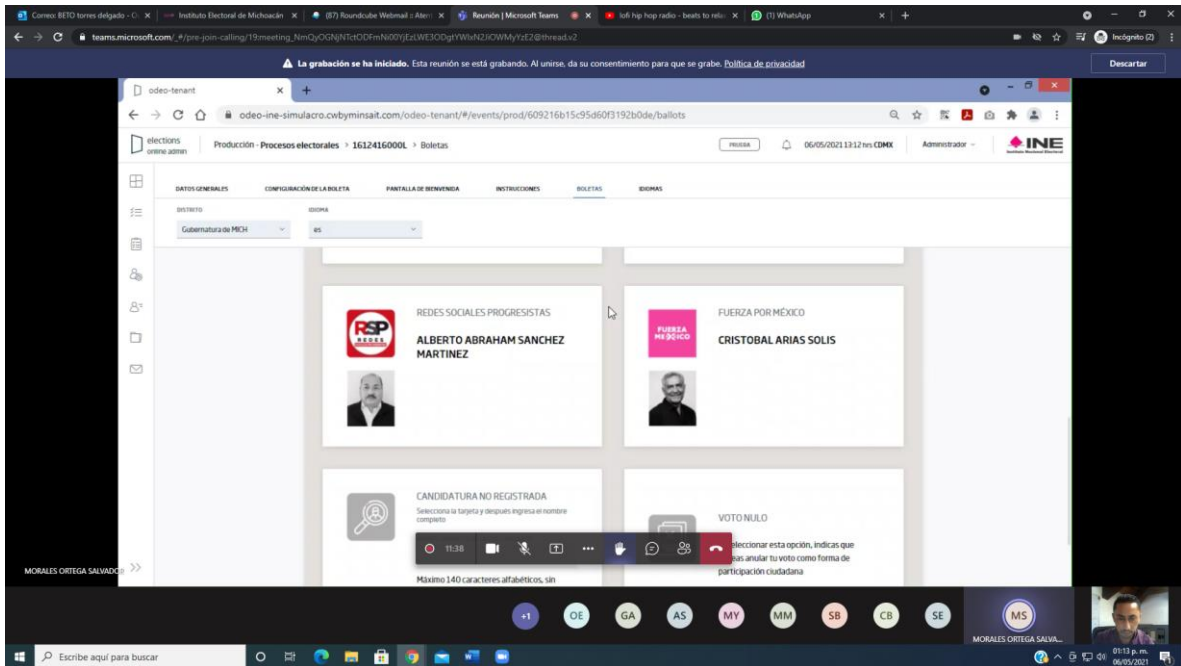 Correo: BETO torres delgado - O
Instituto Electoral de Michoacán
(87) Roundcube Webmail :: Aten
Reunión | Microsoft Teams
lofi hip hop radio - beats to rela
(1) WhatsApp
teams.microsoft.com/_#/pre-join-calling/19:meeting_
Incógnito (2)
La grabación se ha iniciado. Esta reunión se está grabando. Al unirse, da su consentimiento para que se grabe. Política de privacidad
Descartar
odeo-tenant
odeo-ine-simulacro.cwbyminsait.com/odeo-tenant/#/events/prod/609216b15c95d60f3192b0de/ballots
elections
online admin
Producción - Procesos electorales > 1612416000L > Boletas
PRUEBA
06/05/2021 13:12 hrs CDMX
Administrador
INE
Instituto Nacional Electoral
DATOS GENERALES
CONFIGURACIÓN DE LA BOLETA
PANTALLA DE BIENVENIDA
INSTRUCCIONES
BOLETAS
IDIOMAS
DISTRITO
IDIOMA
Gubernatura de MICH
es
RSP
REDES
REDES SOCIALES PROGRESISTAS
ALBERTO ABRAHAM SANCHEZ
MARTINEZ
FUERZA
MEXICO
FUERZA POR MÉXICO
CRISTOBAL ARIAS SOLIS
CANDIDATURA NO REGISTRADA
Selecciona la tarjeta y después ingresa el nombre
completo
Máximo 140 caracteres alfabéticos, sin
VOTO NULO
eleccionar esta opción, indicas que
eas anular tu voto como forma de
participación ciudadana
11:38
MORALES ORTEGA SALVADOR
+1
OE
GA
AS
MY
MM
SB
CB
SE
MS
MORALES ORTEGA SALVA...
Escribe aquí para buscar
01:13 p. m.
06/05/2021